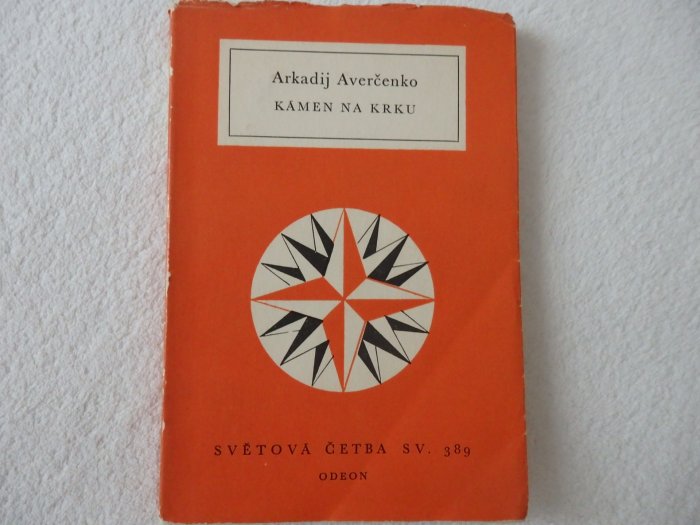 Arkadij Averčenko
KÁMEN NA KRKU
SVĚTOVÁ ČETBA SV. 389
ODEON